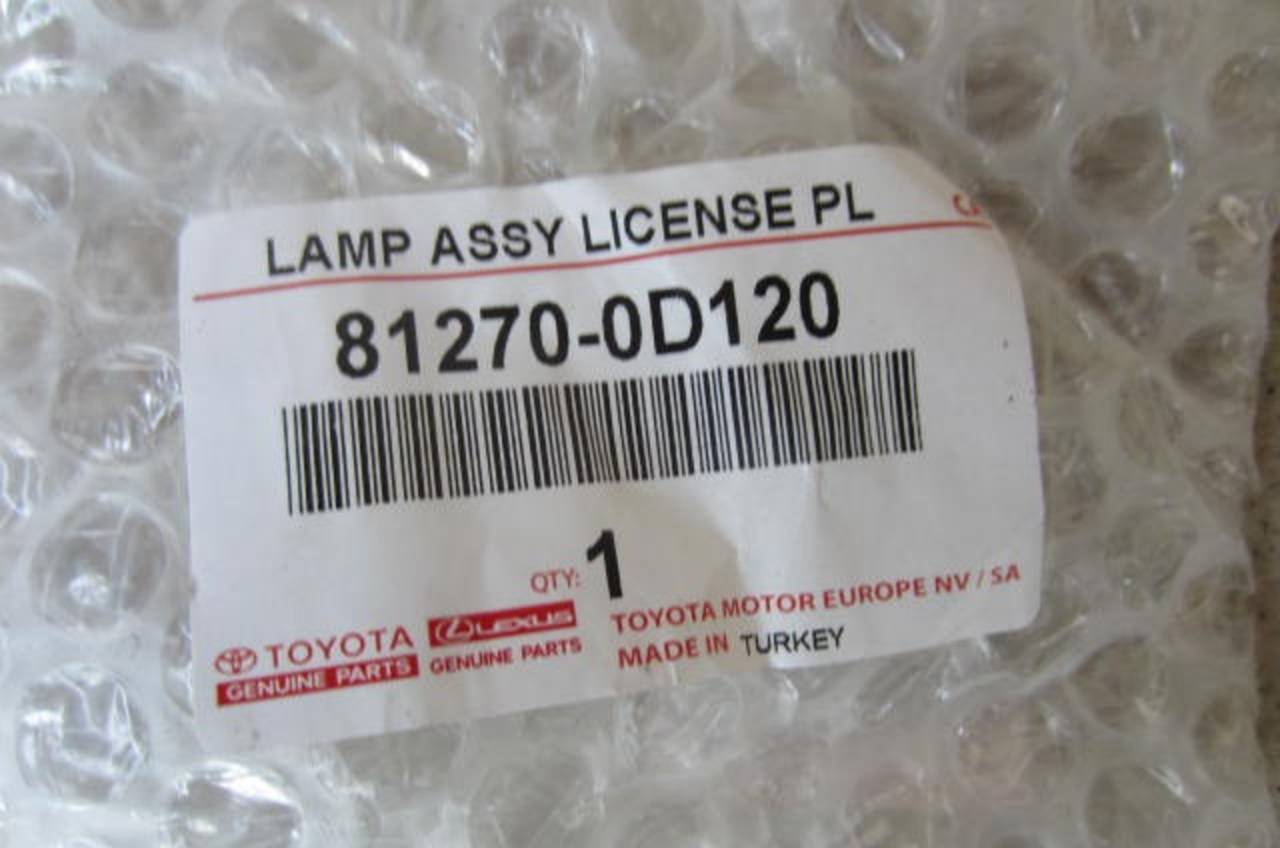 LAMP ASSY LICENSE PL
81270-0D120
QTY: 1
TOYOTA
GENUINE PARTS
LEXUS
GENUINE PARTS
TOYOTA MOTOR EUROPE NV / SA
MADE IN TURKEY